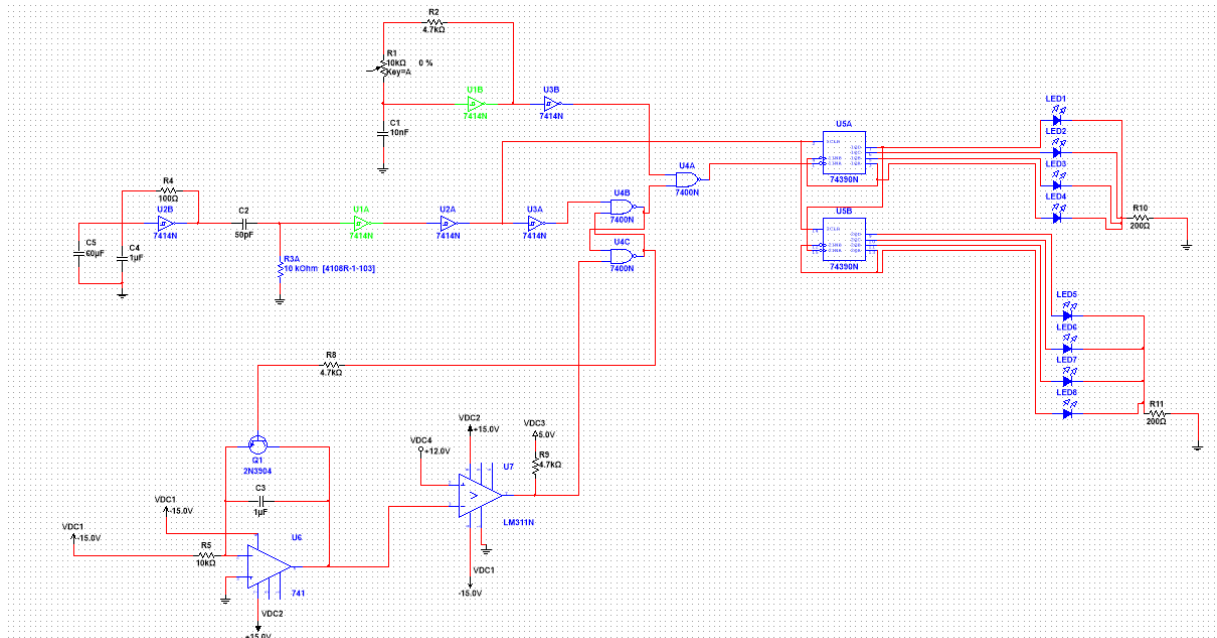 R2
4.7kΩ
R1
10kΩ 0 %
Key=A
U1B
7414N
U3B
7414N
C1
10nF
LED1
LED2
LED3
LED4
U5A
74390N
R10
200Ω
U4A
7400N
R4
100Ω
U2B
7414N
C2
50pF
U1A
7414N
U2A
7414N
U3A
7414N
U4B
7400N
U4C
7400N
U5B
74390N
C5
60µF
C4
1µF
R3A
10 kOhm [4108R-1-103]
LED5
LED6
LED7
LED8
R11
200Ω
R8
4.7kΩ
Q1
2N3904
C3
1µF
VDC2
+15.0V
VDC3
5.0V
VDC4
+12.0V
R9
4.7kΩ
U7
LM311N
VDC1
-15.0V
VDC1
-15.0V
VDC1
-15.0V
R5
10kΩ
U6
741
VDC2
+15.0V